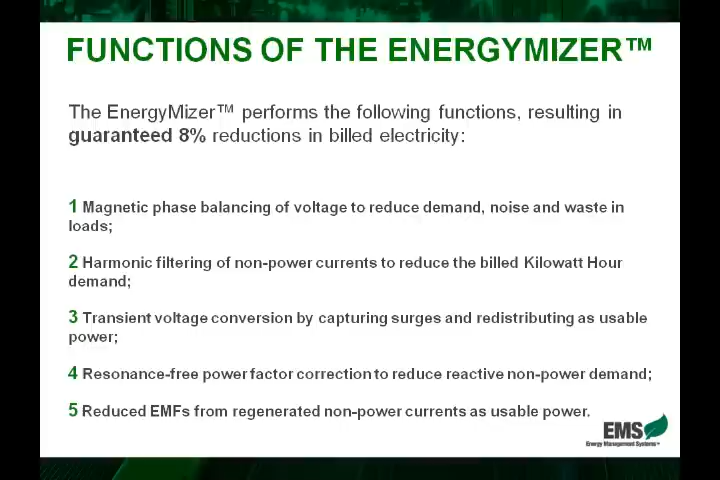 FUNCTIONS OF THE ENERGYMIZER™
The EnergyMizer™ performs the following functions, resulting in
guaranteed 8% reductions in billed electricity:
1 Magnetic phase balancing of voltage to reduce demand, noise and waste in
loads;
2 Harmonic filtering of non-power currents to reduce the billed Kilowatt Hour
demand;
3 Transient voltage conversion by capturing surges and redistributing as usable
power;
4 Resonance-free power factor correction to reduce reactive non-power demand;
5 Reduced EMFs from regenerated non-power currents as usable power.
EMS
Energy Management Systems™